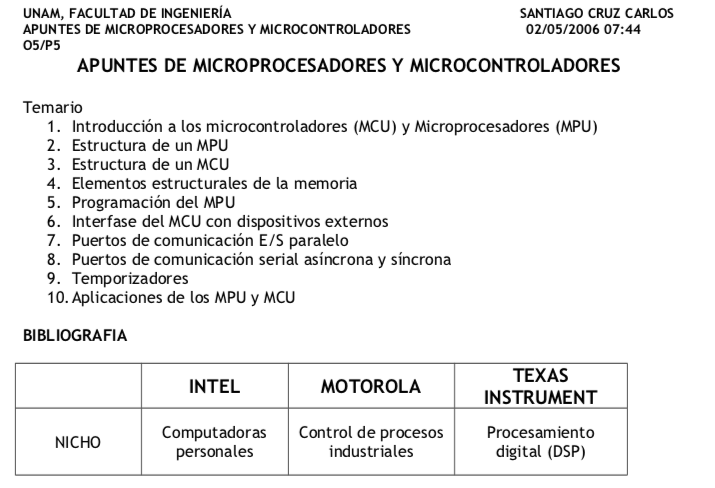 UNAM, FACULTAD DE INGENIERÍA SANTIAGO CRUZ CARLOS
APUNTES DE MICROPROCESADORES Y MICROCONTROLADORES 02/05/2006 07:44
O5/P5
APUNTES DE MICROPROCESADORES Y MICROCONTROLADORES
Temario
1. Introducción a los microcontroladores (MCU) y Microprocesadores (MPU)
2. Estructura de un MPU
3. Estructura de un MCU
4. Elementos estructurales de la memoria
5. Programación del MPU
6. Interfase del MCU con dispositivos externos
7. Puertos de comunicación E/S paralelo
8. Puertos de comunicación serial asíncrona y síncrona
9. Temporizadores
10. Aplicaciones de los MPU y MCU
BIBLIOGRAFIA
INTEL MOTOROLA TEXAS
INSTRUMENT
NICHO Computadoras Control de procesos Procesamiento
personales industriales digital (DSP)